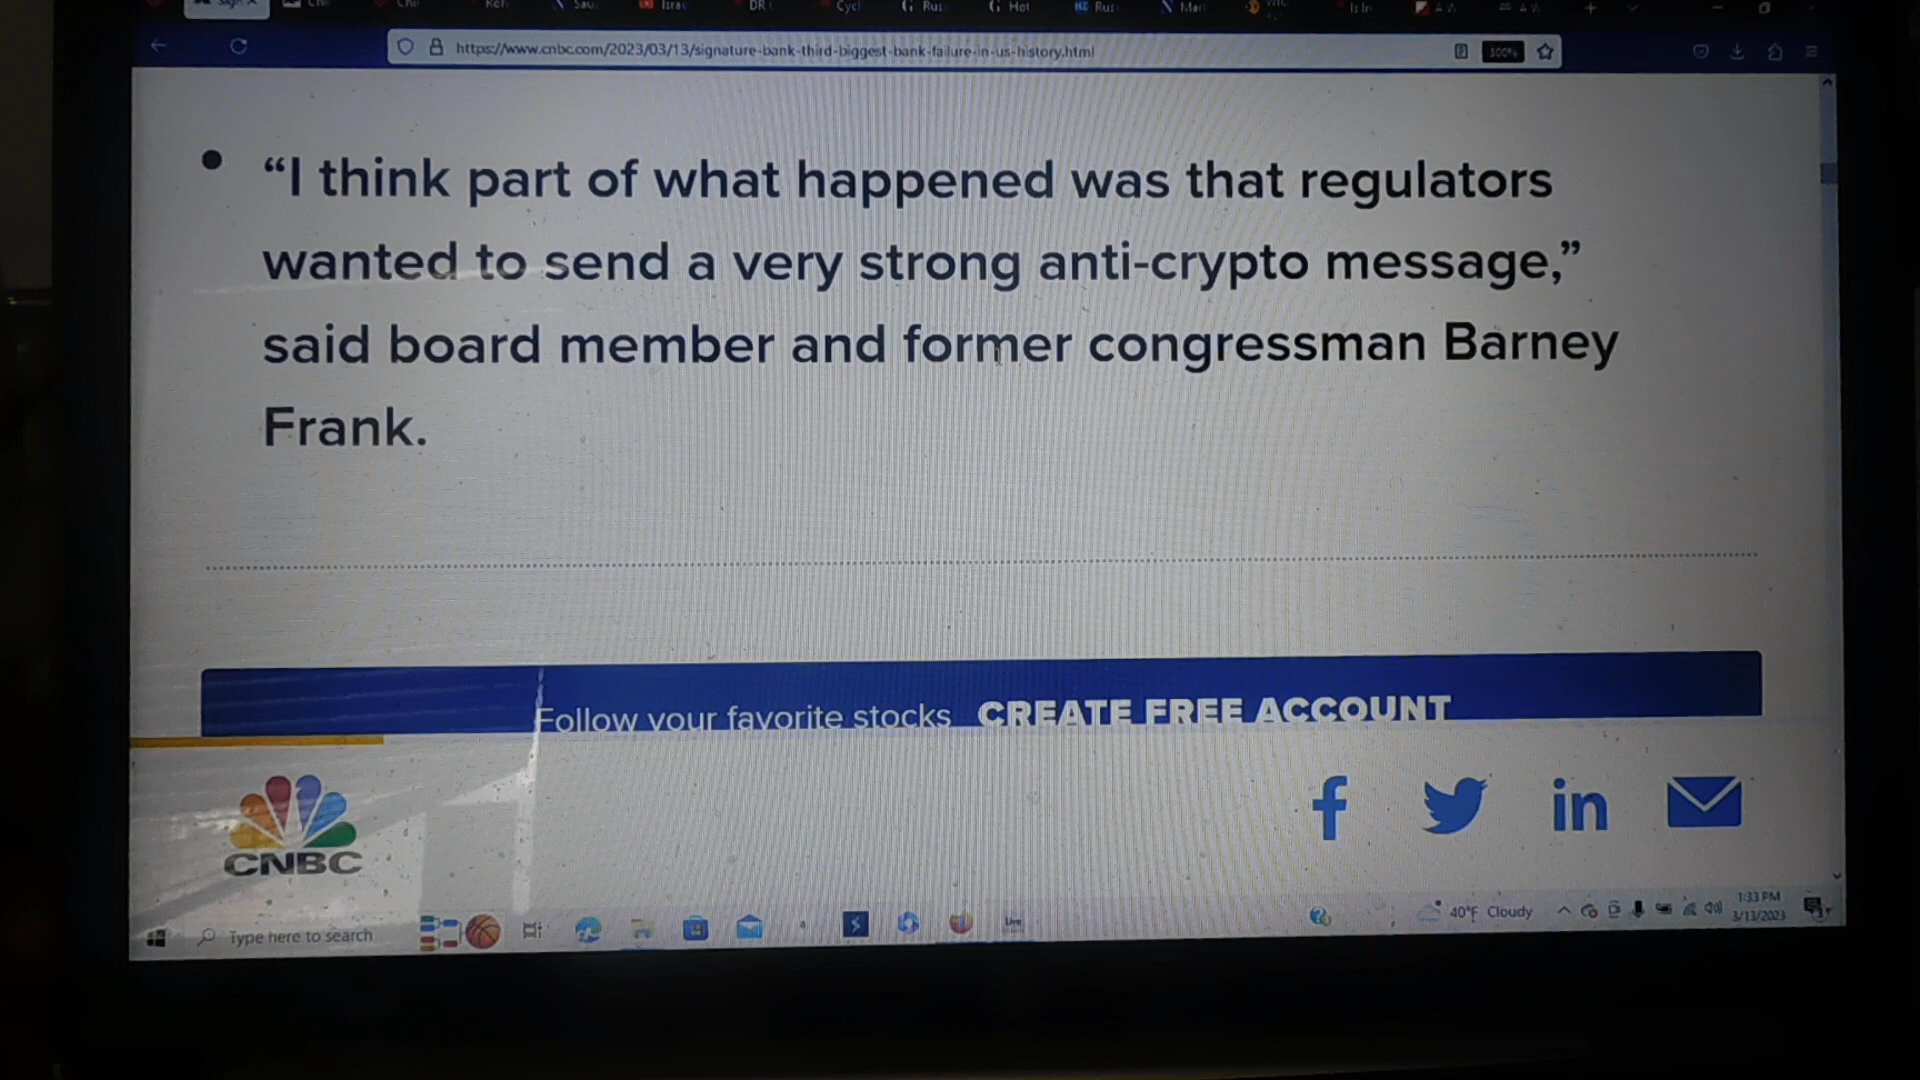 https://www.cnbc.com/2023/03/13/signature-bank-third-biggest-bank-failure-in-us-history.html
300%
“I think part of what happened was that regulators
wanted to send a very strong anti-crypto message,”
said board member and former congressman Barney
Frank.
Follow your favorite stocks CREATE FREE ACCOUNT
CNBC
f in
Type here to search
Live
40°F Cloudy
1:33 PM
3/13/2023